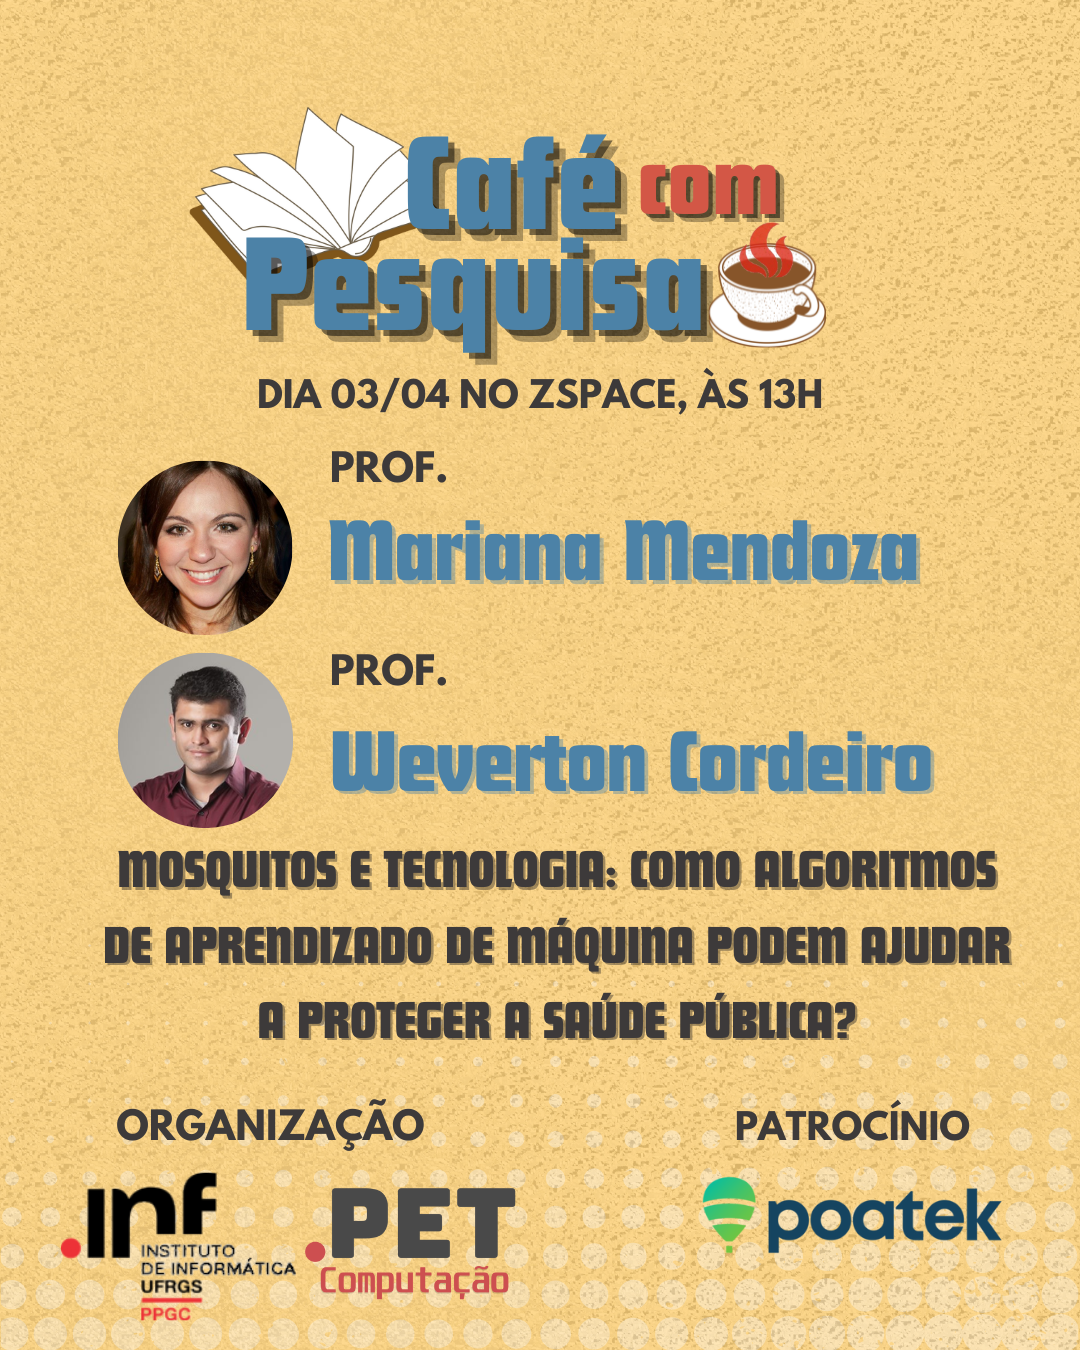 Café com
Pesquisa
DIA 03/04 NO ZSPACE, ÀS 13H
PROF.
Mariana Mendoza
PROF.
Weverton Cordeiro
MOSQUITOS E TECNOLOGIA: COMO ALGORITMOS
DE APRENDIZADO DE MÁQUINA PODEM AJUDAR
A PROTEGER A SAÚDE PÚBLICA?
ORGANIZAÇÃO
PATROCÍNIO
.inf
INSTITUTO
DE INFORMÁTICA
UFRGS
PPGC
.PET
Computação
poatek